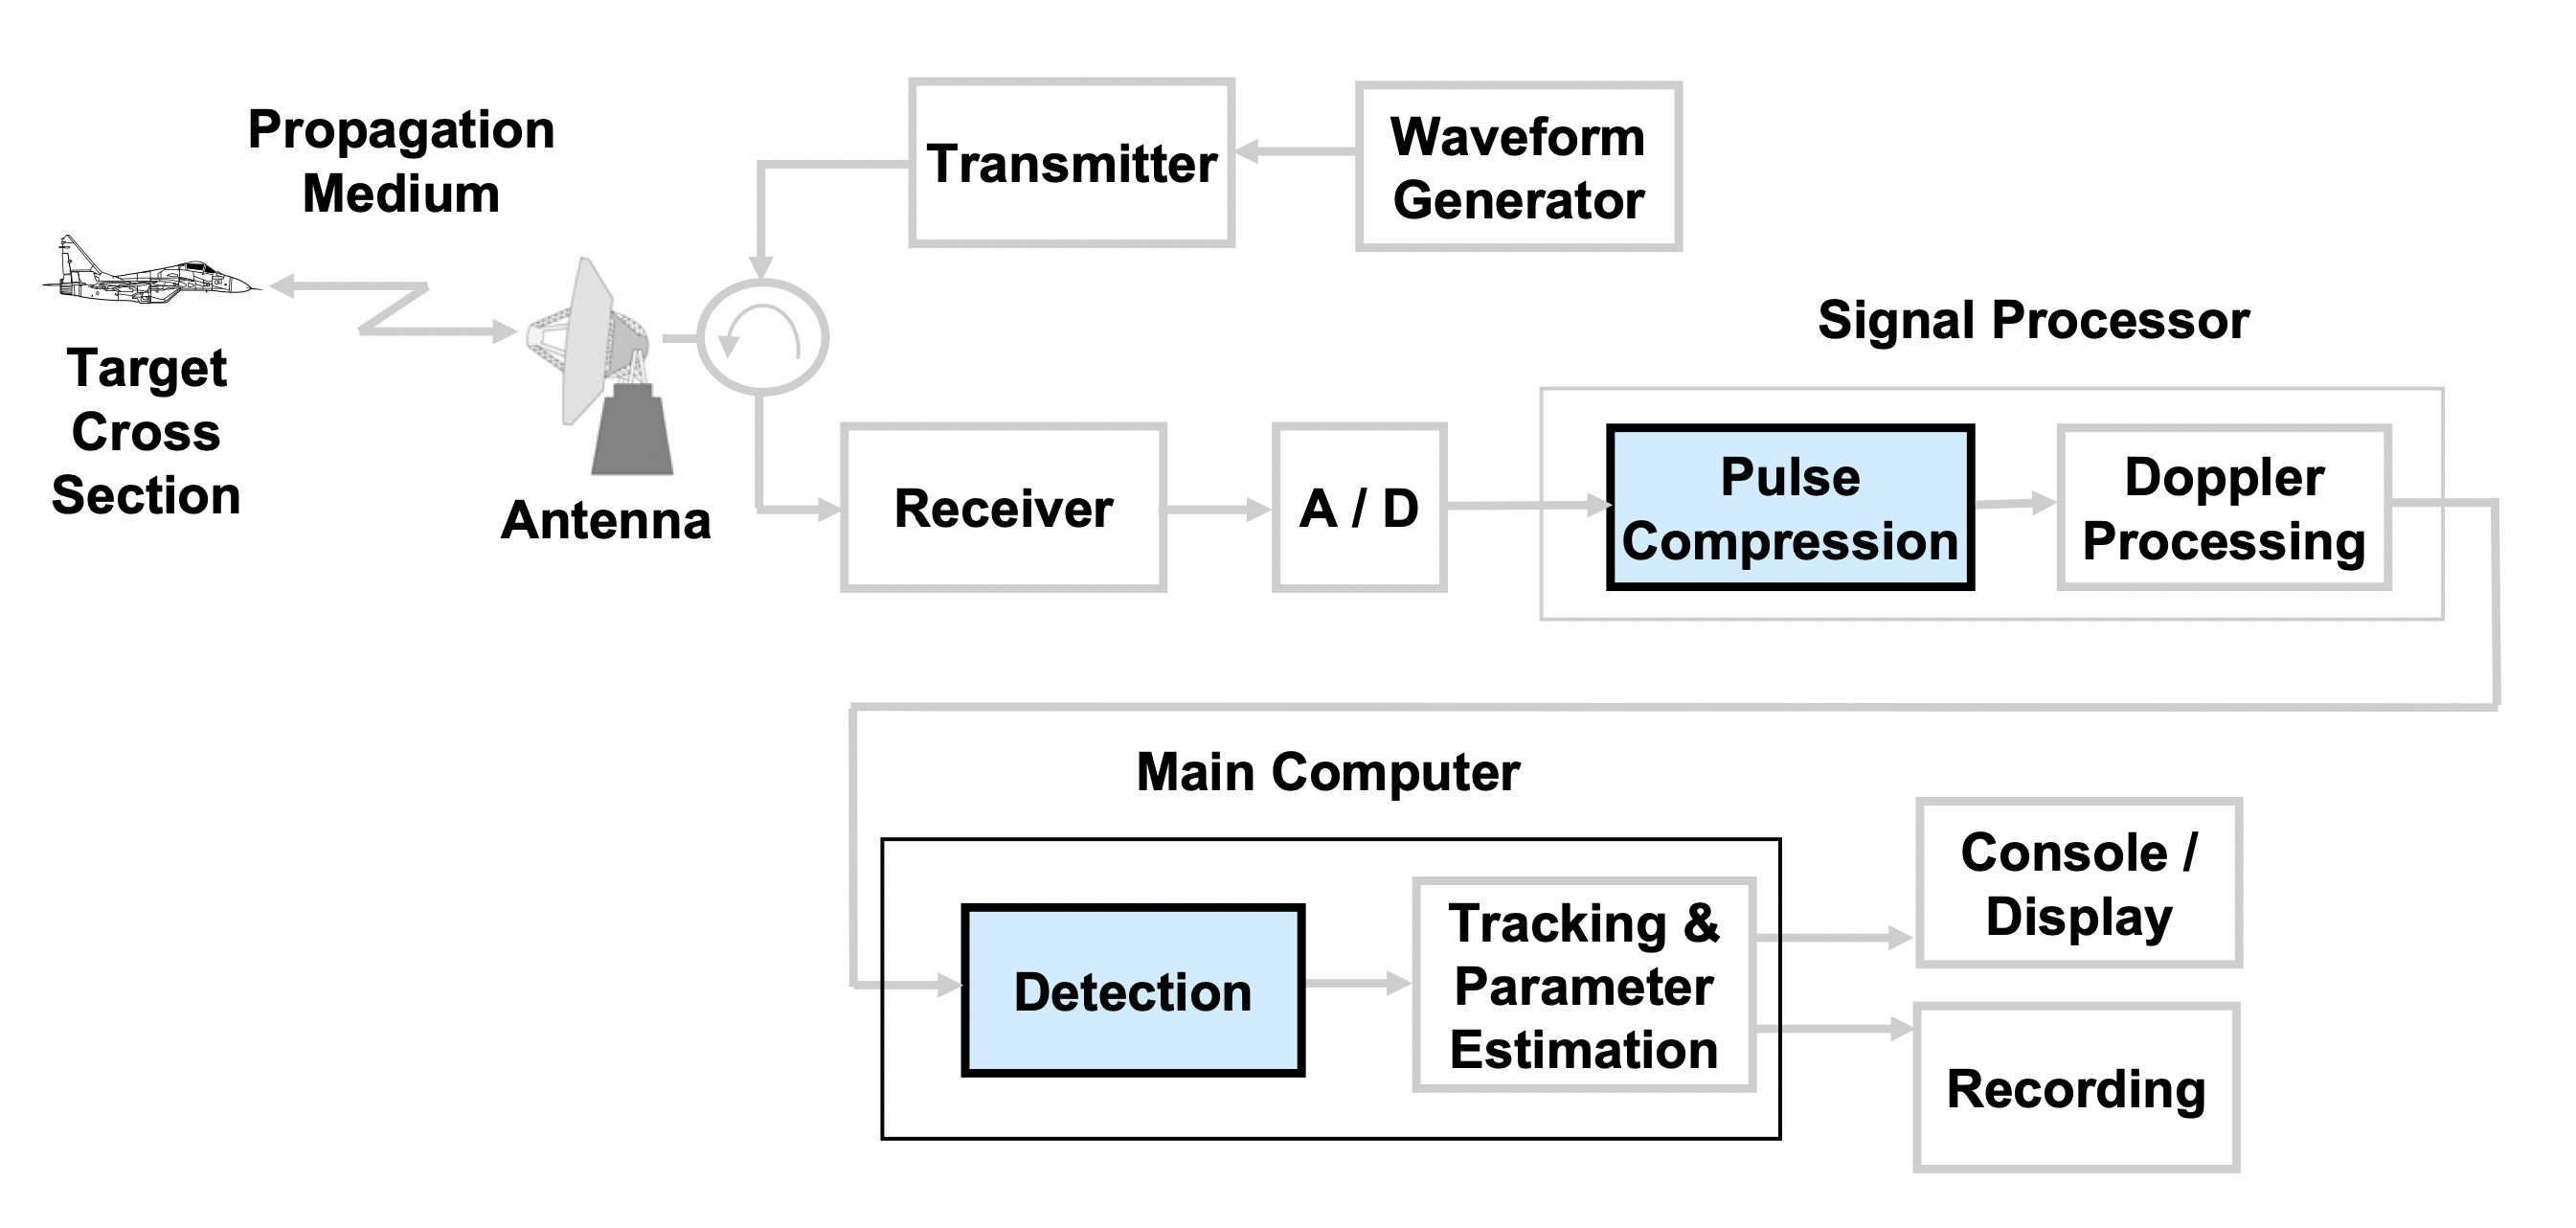 Propagation
Medium
Transmitter
Waveform
Generator
Target
Cross
Section
Antenna
Signal Processor
Receiver
A / D
Pulse
Compression
Doppler
Processing
Main Computer
Detection
Tracking &
Parameter
Estimation
Console /
Display
Recording